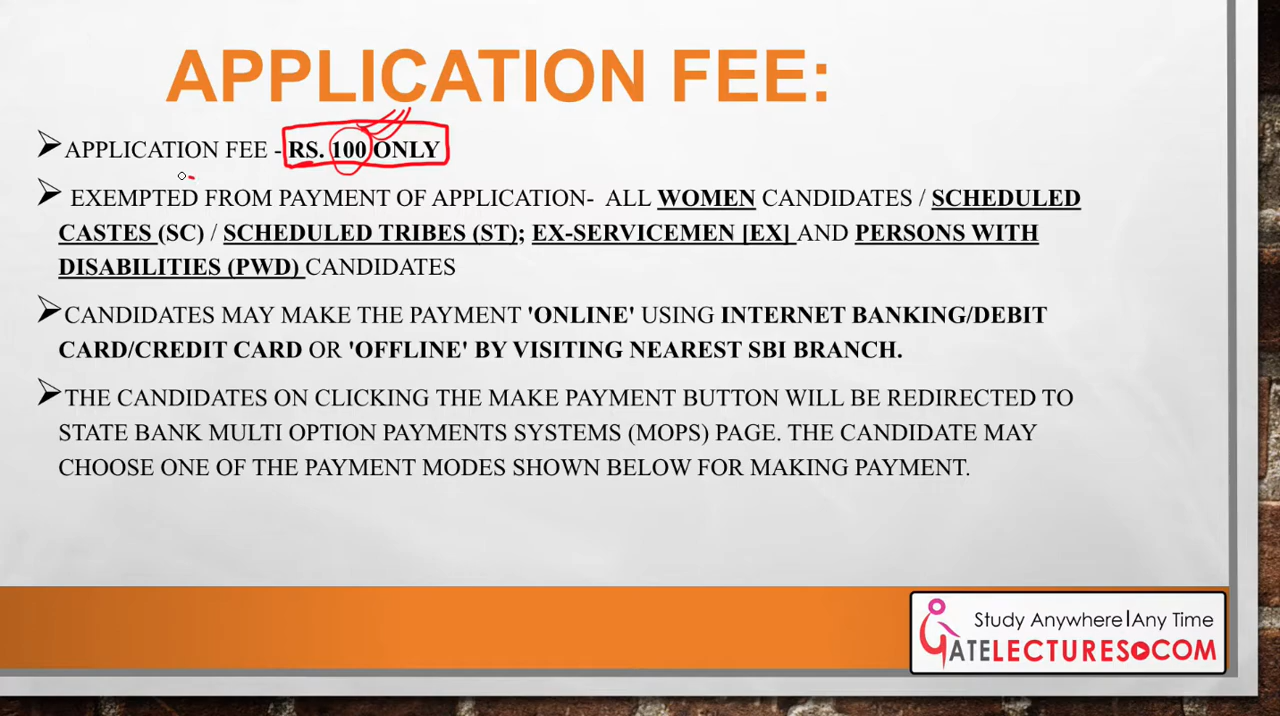 APPLICATION FEE:
APPLICATION FEE - RS. 100 ONLY
EXEMPTED FROM PAYMENT OF APPLICATION- ALL WOMEN CANDIDATES / SCHEDULED
CASTES (SC) / SCHEDULED TRIBES (ST); EX-SERVICEMEN [EX] AND PERSONS WITH
DISABILITIES (PWD) CANDIDATES
CANDIDATES MAY MAKE THE PAYMENT 'ONLINE' USING INTERNET BANKING/DEBIT
CARD/CREDIT CARD OR 'OFFLINE' BY VISITING NEAREST SBI BRANCH.
THE CANDIDATES ON CLICKING THE MAKE PAYMENT BUTTON WILL BE REDIRECTED TO
STATE BANK MULTI OPTION PAYMENTS SYSTEMS (MOPS) PAGE. THE CANDIDATE MAY
CHOOSE ONE OF THE PAYMENT MODES SHOWN BELOW FOR MAKING PAYMENT.
Study Anywhere|Any Time
GATELECTURES.COM